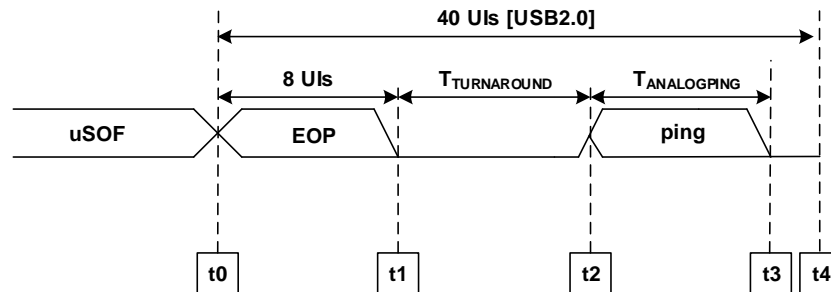 40 UIs [USB2.0]
8 UIs TTURNAROUND TANALOGPING
uSOF EOP ping
t0 t1 t2 t3 t4